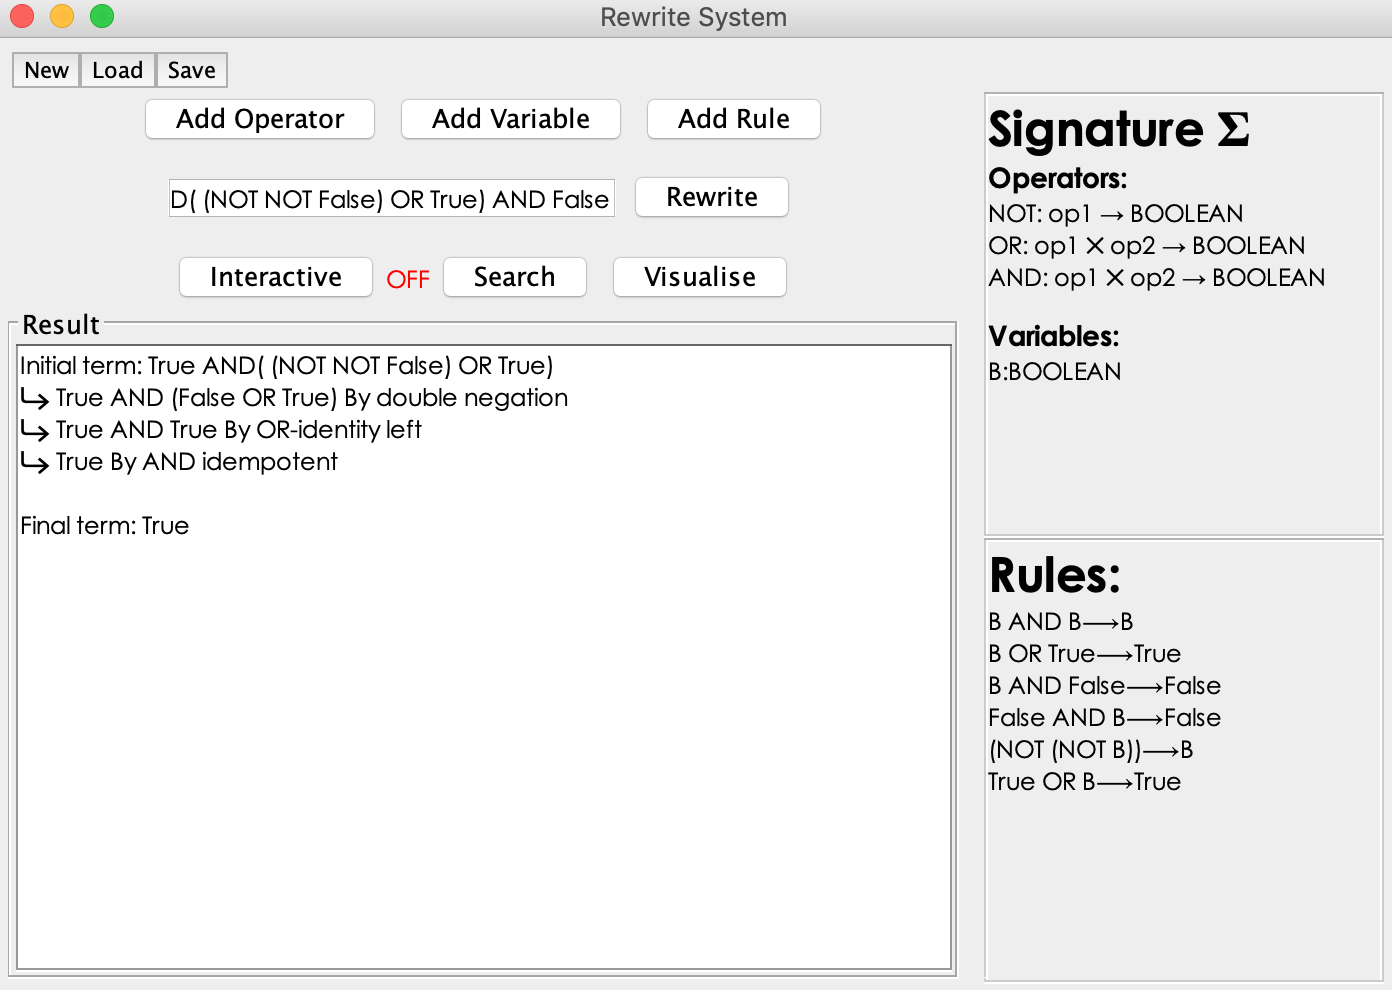 Rewrite System
New Load Save
Add Operator Add Variable Add Rule
D( (NOT NOT False) OR True) AND False Rewrite
Interactive OFF Search Visualise
Result
Initial term: True AND( (NOT NOT False) OR True)
↳ True AND (False OR True) By double negation
↳ True AND True By OR-identity left
↳ True By AND idempotent
Final term: True
Signature Σ
Operators:
NOT: op1 → BOOLEAN
OR: op1 ✕ op2 → BOOLEAN
AND: op1 ✕ op2 → BOOLEAN
Variables:
B:BOOLEAN
Rules:
B AND B⟶B
B OR True⟶True
B AND False⟶False
False AND B⟶False
(NOT (NOT B))⟶B
True OR B⟶True